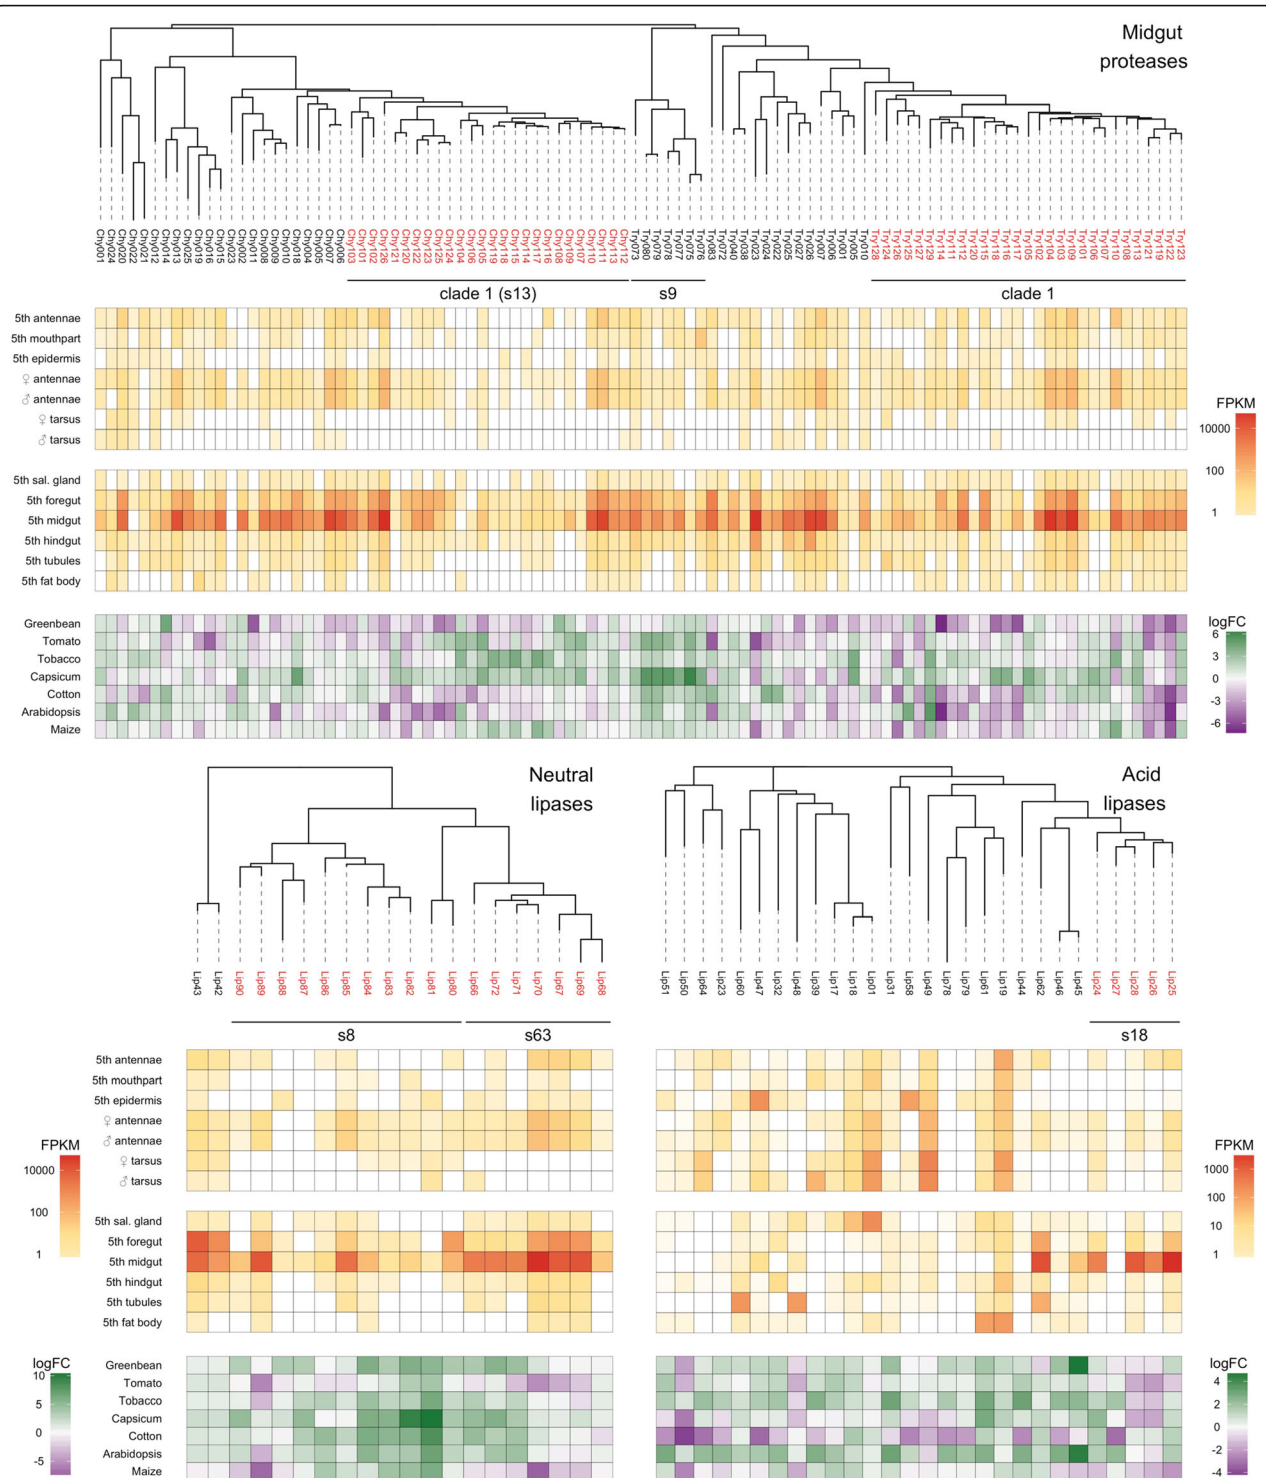 Midgut
proteases
Chy001
Chy024
Chy020
Chy022
Chy021
Chy012
Chy014
Chy013
Chy025
Chy019
Chy016
Chy015
Chy023
Chy002
Chy011
Chy008
Chy009
Chy010
Chy018
Chy004
Chy005
Chy007
Chy006
Chy103
Chy101
Chy102
Chy126
Chy121
Chy120
Chy122
Chy123
Chy125
Chy124
Chy104
Chy106
Chy105
Chy119
Chy118
Chy115
Chy114
Chy117
Chy116
Chy108
Chy109
Chy107
Chy110
Chy111
Chy113
Chy112
Try073
Try080
Try079
Try078
Try077
Try075
Try076
Try083
Try072
Try040
Try038
Try023
Try024
Try022
Try025
Try027
Try026
Try007
Try006
Try001
Try005
Try010
Try128
Try124
Try126
Try125
Try127
Try129
Try114
Try111
Try112
Try120
Try115
Try118
Try116
Try117
Try105
Try102
Try104
Try103
Try109
Try101
Try106
Try107
Try110
Try108
Try113
Try121
Try119
Try122
Try123
clade 1 (s13)
s9
clade 1
5th antennae
5th mouthpart
5th epidermis
♀ antennae
♂ antennae
♀ tarsus
♂ tarsus
5th sal. gland
5th foregut
5th midgut
5th hindgut
5th tubules
5th fat body
FPKM
10000
100
1
Greenbean
Tomato
Tobacco
Capsicum
Cotton
Arabidopsis
Maize
logFC
6
3
0
-3
-6
Neutral
lipases
Lip43
Lip42
Lip90
Lip89
Lip88
Lip87
Lip86
Lip85
Lip84
Lip83
Lip82
Lip81
Lip80
Lip66
Lip72
Lip71
Lip70
Lip67
Lip69
Lip68
s8
s63
Acid
lipases
Lip51
Lip50
Lip64
Lip23
Lip60
Lip47
Lip32
Lip48
Lip39
Lip17
Lip18
Lip01
Lip31
Lip58
Lip49
Lip78
Lip79
Lip61
Lip19
Lip44
Lip62
Lip46
Lip45
Lip24
Lip27
Lip28
Lip26
Lip25
s18
5th antennae
5th mouthpart
5th epidermis
♀ antennae
♂ antennae
♀ tarsus
♂ tarsus
5th sal. gland
5th foregut
5th midgut
5th hindgut
5th tubules
5th fat body
FPKM
10000
100
1
FPKM
1000
100
10
1
Greenbean
Tomato
Tobacco
Capsicum
Cotton
Arabidopsis
Maize
logFC
10
5
0
-5
logFC
4
2
0
-2
-4